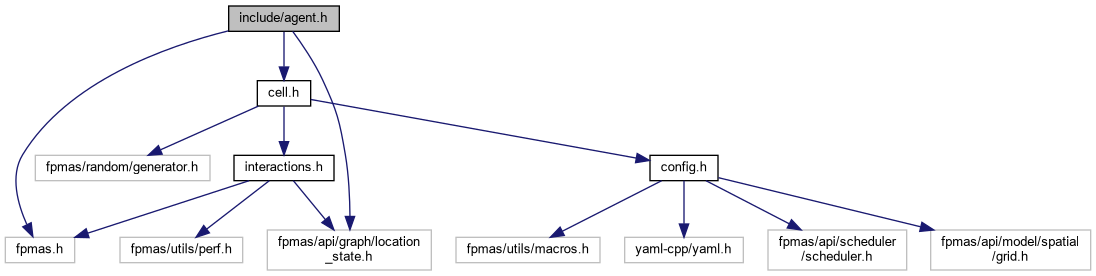 include/agent.h
cell.h
fpmas/random/generator.h
interactions.h
config.h
fpmas.h
fpmas/utils/perf.h
fpmas/api/graph/location
_state.h
fpmas/utils/macros.h
yaml-cpp/yaml.h
fpmas/api/scheduler
/scheduler.h
fpmas/api/model/spatial
/grid.h